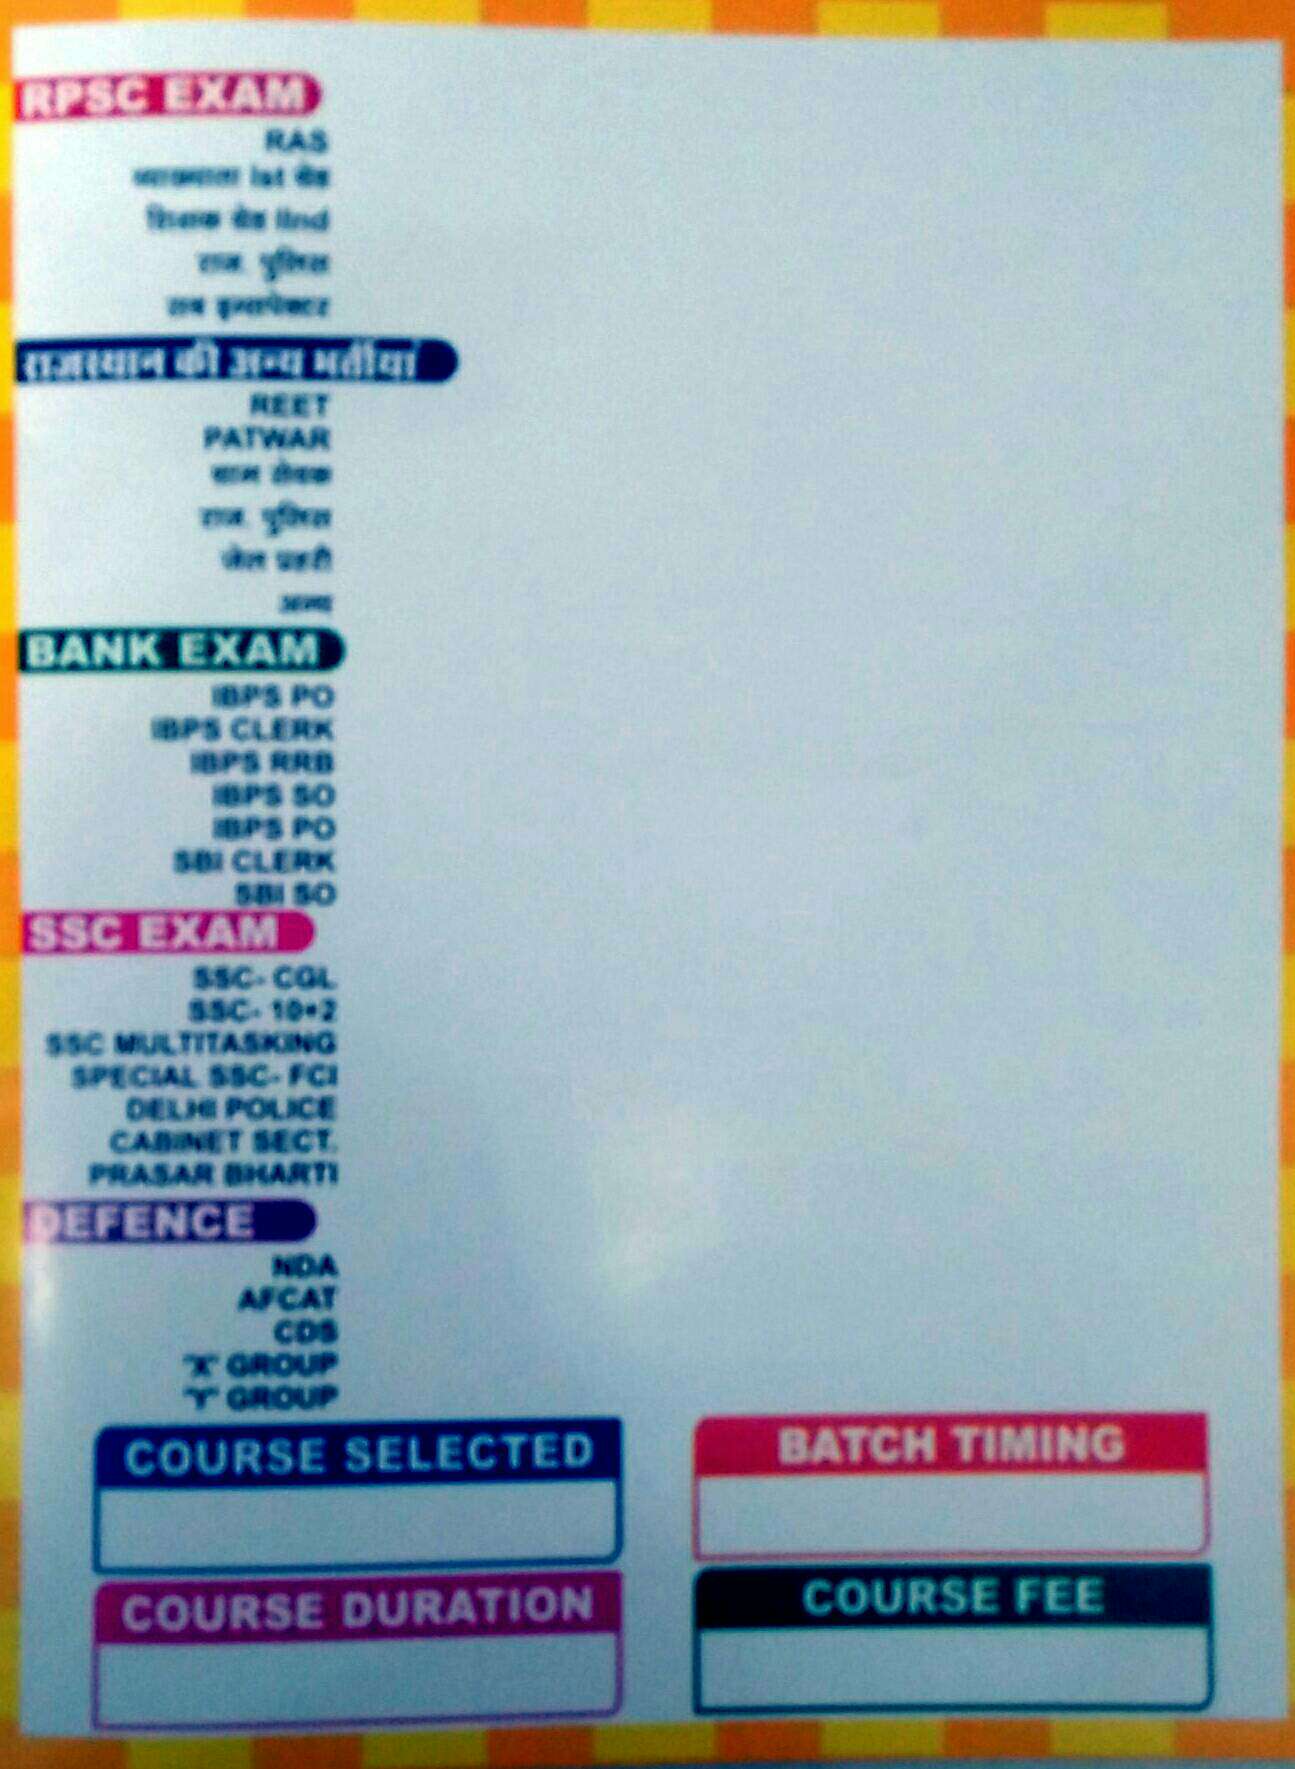 RPSC EXAM
RAS
व्याख्याता Ist ग्रेड
शिक्षक ग्रेड IInd
राज. पुलिस
सब इन्सपेक्टर
राजस्थान की अन्य भर्तीयां
REET
PATWAR
ग्राम सेवक
राज. पुलिस
जेल प्रहरी
अन्य
BANK EXAM
IBPS PO
IBPS CLERK
IBPS RRB
IBPS SO
IBPS PO
SBI CLERK
SBI SO
SSC EXAM
SSC- CGL
SSC- 10+2
SSC MULTITASKING
SPECIAL SSC- FCI
DELHI POLICE
CABINET SECT.
PRASAR BHARTI
DEFENCE
NDA
AFCAT
CDS
"X" GROUP
"Y" GROUP
COURSE SELECTED
BATCH TIMING
COURSE DURATION
COURSE FEE